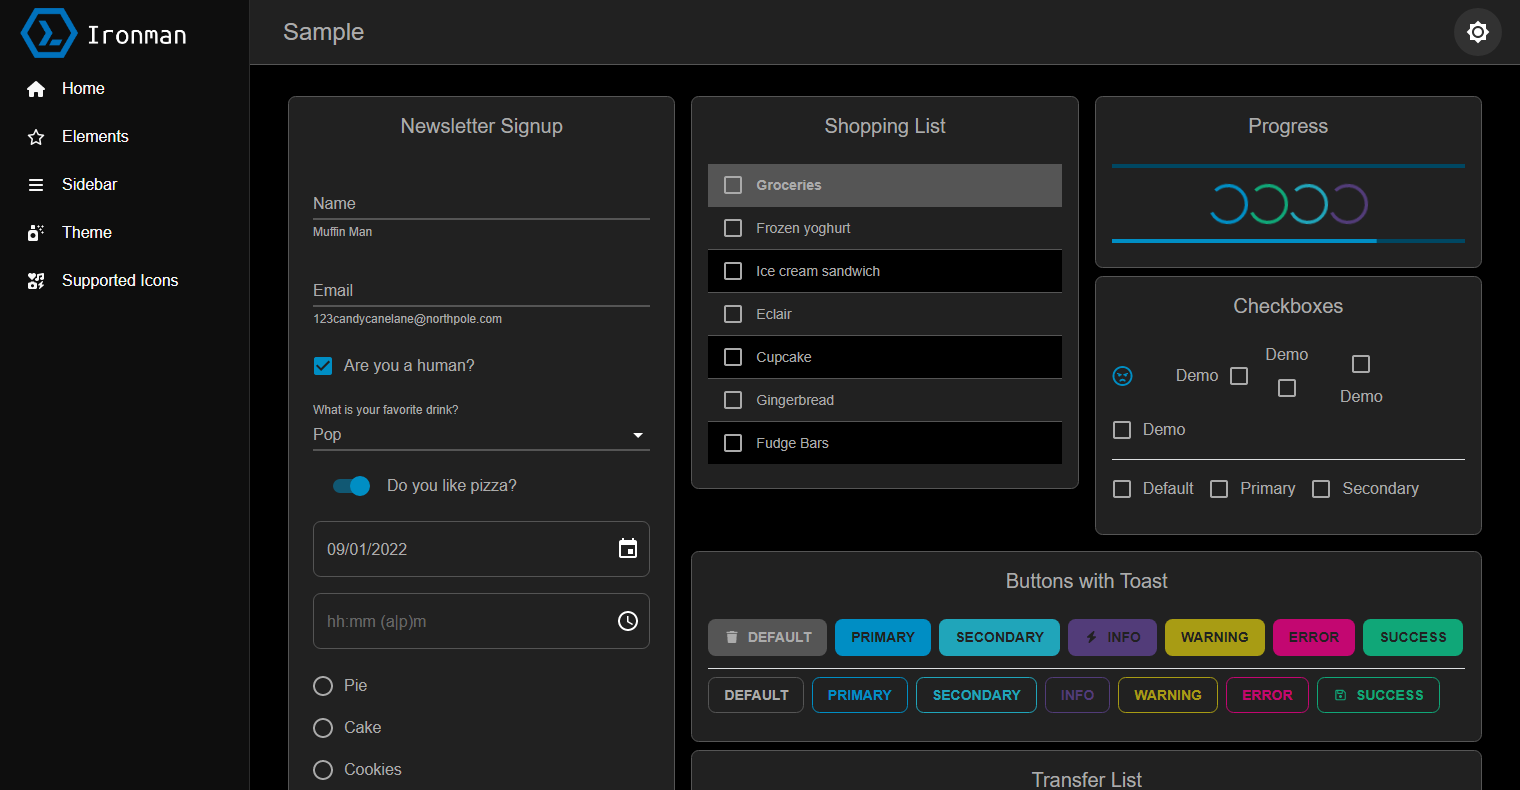 Ironman
Home
Elements
Sidebar
Theme
Supported Icons
Sample
Newsletter Signup
Name
Muffin Man
Email
123candycanelane@northpole.com
Are you a human?
What is your favorite drink?
Pop
Do you like pizza?
09/01/2022
hh:mm (a|p)m
Pie
Cake
Cookies
Shopping List
Groceries
Frozen yoghurt
Ice cream sandwich
Eclair
Cupcake
Gingerbread
Fudge Bars
Progress
Checkboxes
Demo
Demo
Demo
Demo
Default Primary Secondary
Buttons with Toast
DEFAULT PRIMARY SECONDARY INFO WARNING ERROR SUCCESS
DEFAULT PRIMARY SECONDARY INFO WARNING ERROR SUCCESS
Transfer List